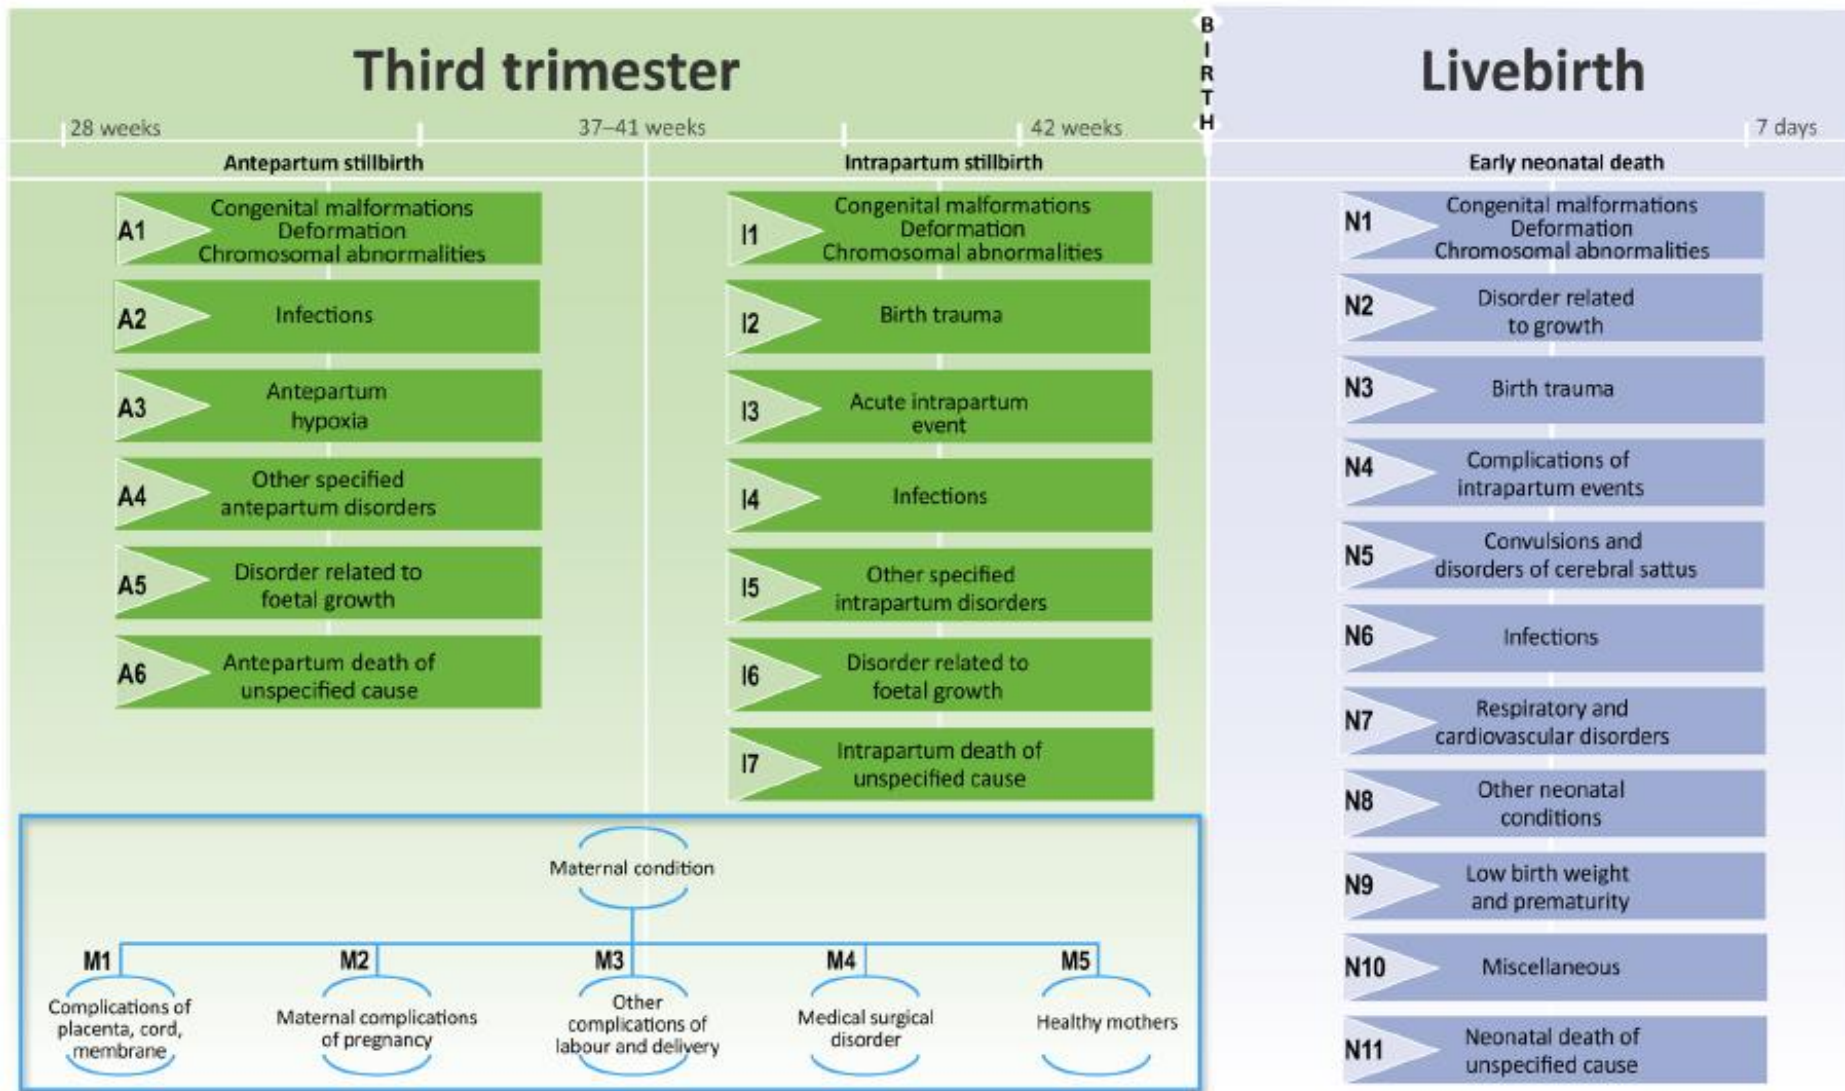 Third trimester
BIRTH
Livebirth
28 weeks
37–41 weeks
42 weeks
7 days
Antepartum stillbirth
A1
Congenital malformations
Deformation
Chromosomal abnormalities
A2
Infections
A3
Antepartum
hypoxia
A4
Other specified
antepartum disorders
A5
Disorder related to
foetal growth
A6
Antepartum death of
unspecified cause
Intrapartum stillbirth
I1
Congenital malformations
Deformation
Chromosomal abnormalities
I2
Birth trauma
I3
Acute intrapartum
event
I4
Infections
I5
Other specified
intrapartum disorders
I6
Disorder related to
foetal growth
I7
Intrapartum death of
unspecified cause
Early neonatal death
N1
Congenital malformations
Deformation
Chromosomal abnormalities
N2
Disorder related
to growth
N3
Birth trauma
N4
Complications of
intrapartum events
N5
Convulsions and
disorders of cerebral sattus
N6
Infections
N7
Respiratory and
cardiovascular disorders
N8
Other neonatal
conditions
N9
Low birth weight
and prematurity
N10
Miscellaneous
N11
Neonatal death of
unspecified cause
Maternal condition
M1
Complications of
placenta, cord,
membrane
M2
Maternal complications
of pregnancy
M3
Other
complications of
labour and delivery
M4
Medical surgical
disorder
M5
Healthy mothers